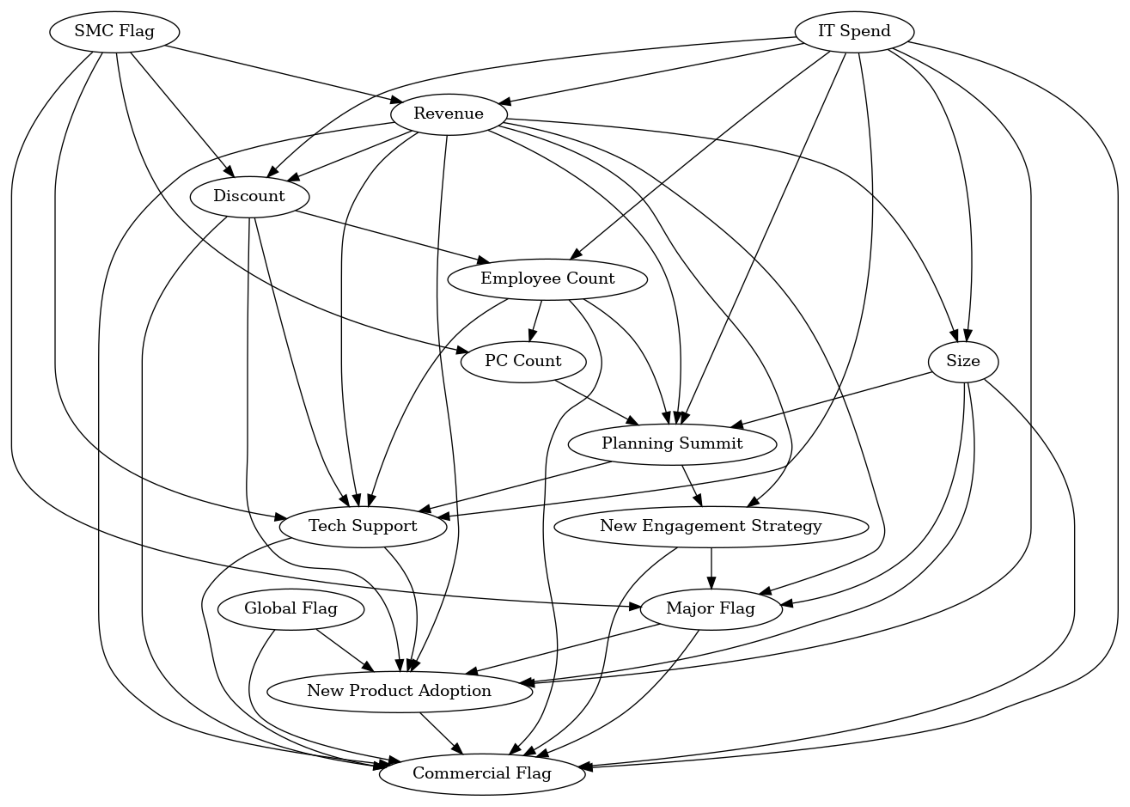 SMC Flag
IT Spend
Revenue
Discount
Employee Count
PC Count
Size
Planning Summit
Tech Support
New Engagement Strategy
Global Flag
Major Flag
New Product Adoption
Commercial Flag